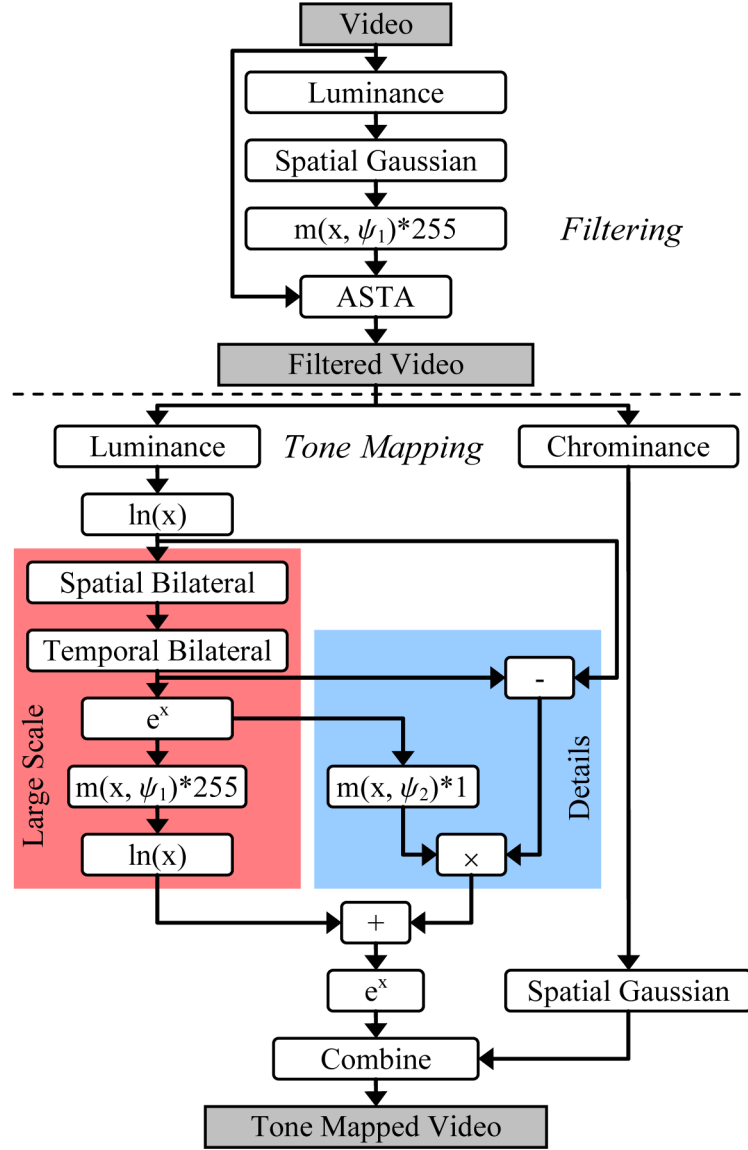 Video
Luminance
Spatial Gaussian
m(x, ψ₁)*255
Filtering
ASTA
Filtered Video
Luminance
Tone Mapping
Chrominance
ln(x)
Spatial Bilateral
Temporal Bilateral
-
eˣ
Large Scale
m(x, ψ₁)*255
m(x, ψ₂)*1
Details
ln(x)
×
+
eˣ
Spatial Gaussian
Combine
Tone Mapped Video